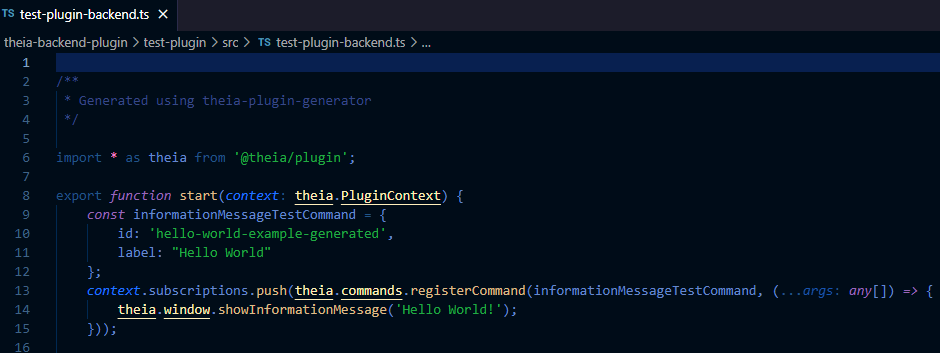 TS test-plugin-backend.ts ×
theia-backend-plugin > test-plugin > src > TS test-plugin-backend.ts > ...
1
2 /**
3  * Generated using theia-plugin-generator
4  */
5
6 import * as theia from '@theia/plugin';
7
8 export function start(context: theia.PluginContext) {
9     const informationMessageTestCommand = {
10         id: 'hello-world-example-generated',
11         label: "Hello World"
12     };
13     context.subscriptions.push(theia.commands.registerCommand(informationMessageTestCommand, (...args: any[]) => {
14         theia.window.showInformationMessage('Hello World!');
15     }));
16